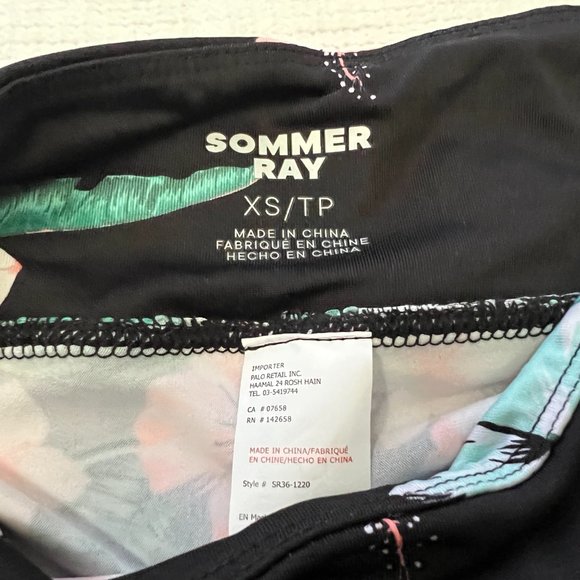 SOMMER
RAY
XS/TP
MADE IN CHINA
FABRIQUÉ EN CHINE
HECHO EN CHINA
IMPORTER
PALO RETAIL INC.
HAAMAL 24 ROSH HAIN
TEL. 03-5419744
CA # 07658
RN # 142658
MADE IN CHINA/FABRIQUÉ
EN CHINE/HECHO EN CHINA
Style # SR36-1220
EN